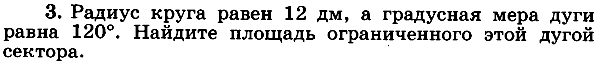 3. Радиус круга равен 12 дм, а градусная мера дуги
равна 120°. Найдите площадь ограниченного этой дугой
сектора.